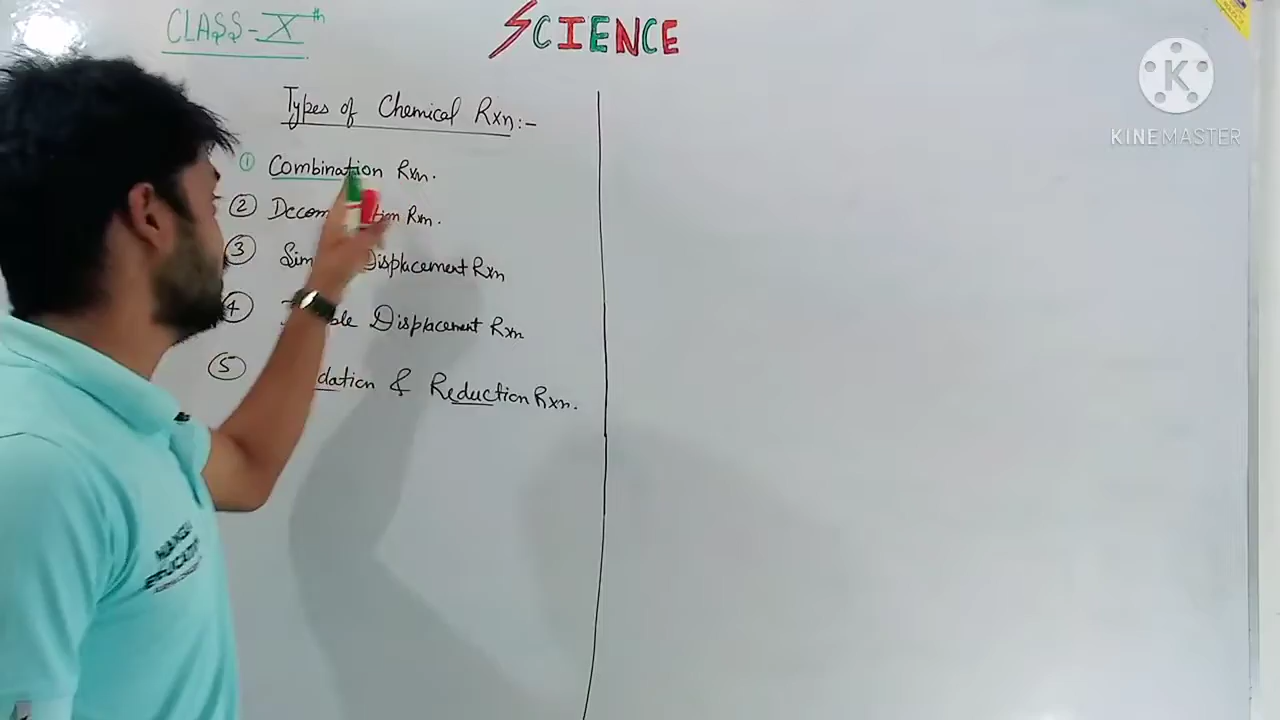 CLASS-Xth
SCIENCE
Types of Chemical Rxn:-
① Combination Rxn.
② Decom tion Rxn.
③ Sim Displacement Rxn
④ ble Displacement Rxn
⑤ dation & Reduction Rxn.
KINEMASTER
K